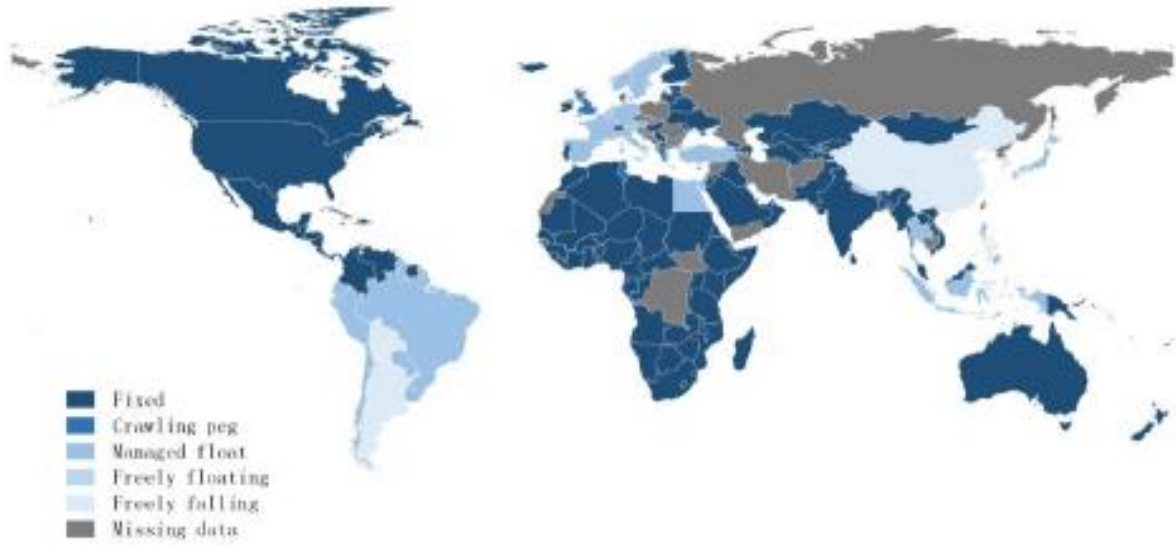 Fixed
Crawling peg
Managed float
Freely floating
Freely falling
Missing data